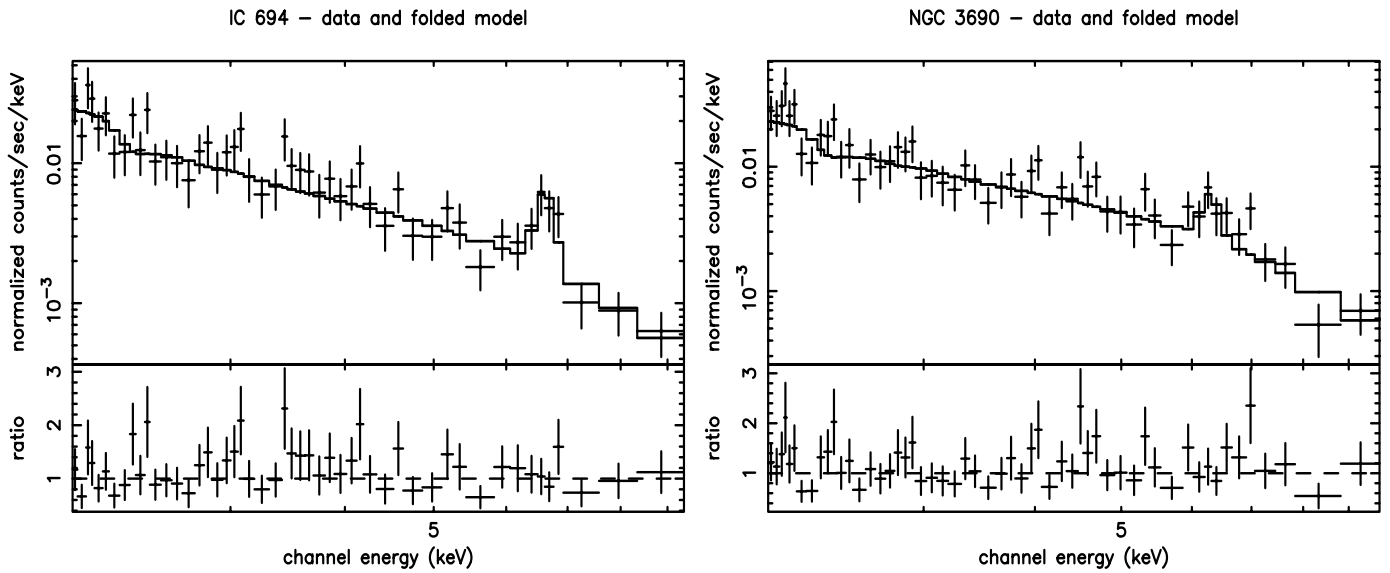 IC 694 – data and folded model
normalized counts/sec/keV
0.01
10⁻³
ratio
3
2
1
5
channel energy (keV)
NGC 3690 – data and folded model
normalized counts/sec/keV
0.01
10⁻³
ratio
3
2
1
5
channel energy (keV)